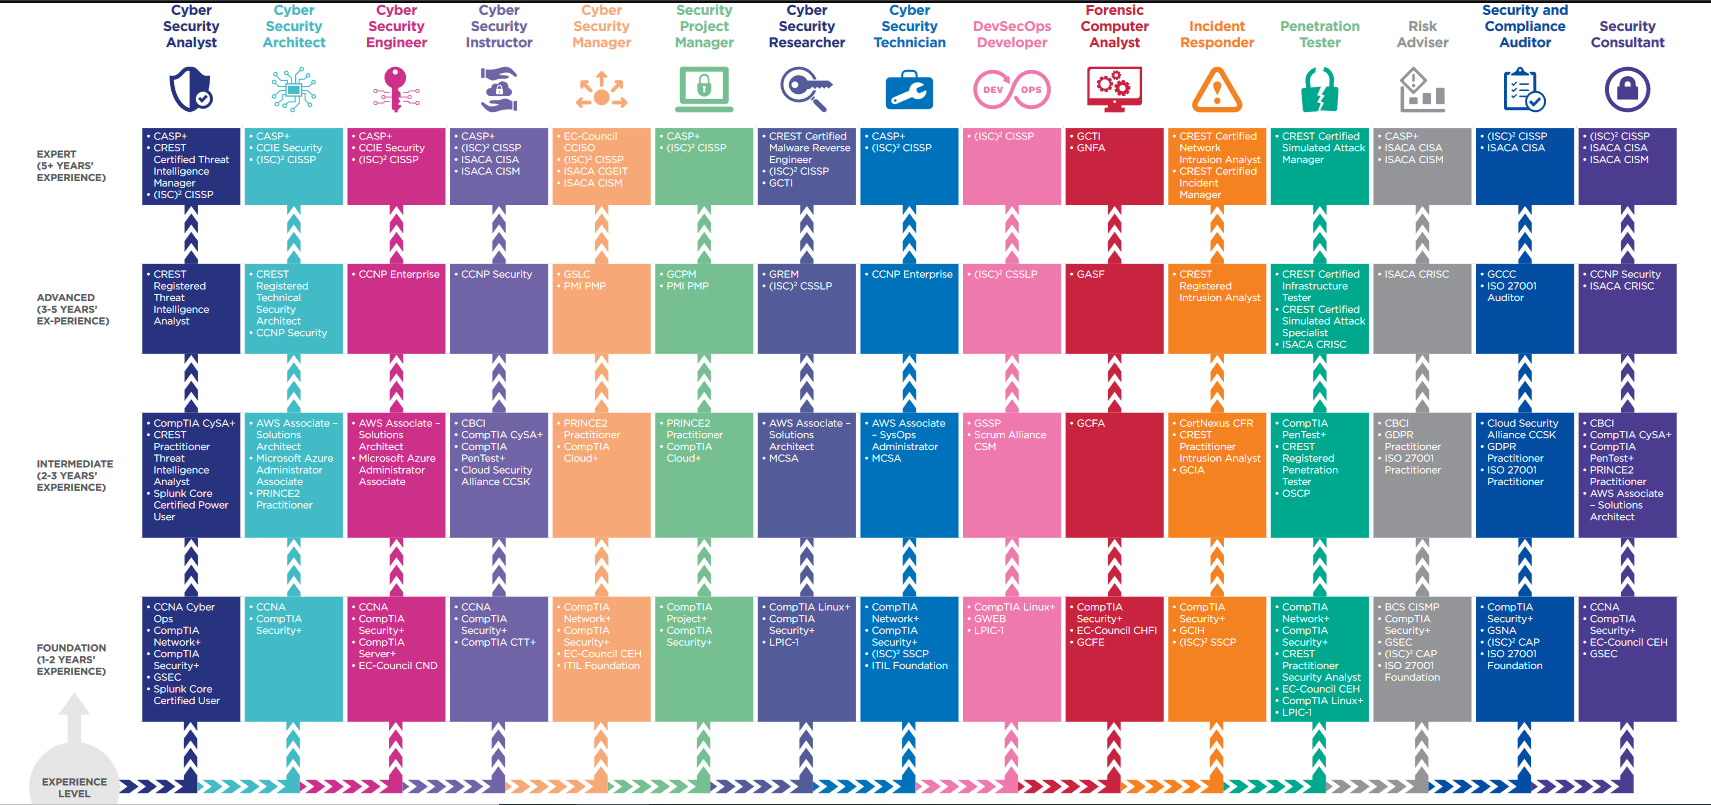 Cyber
Security
Analyst
Cyber
Security
Architect
Cyber
Security
Engineer
Cyber
Security
Instructor
Cyber
Security
Manager
Security
Project
Manager
Cyber
Security
Researcher
Cyber
Security
Technician
DevSecOps
Developer
Forensic
Computer
Analyst
Incident
Responder
Penetration
Tester
Risk
Adviser
Security and
Compliance
Auditor
Security
Consultant
DEV
OPS
EXPERT
(5+ YEARS'
EXPERIENCE)
• CASP+
• CREST
Certified Threat
Intelligence
Manager
• (ISC)² CISSP
• CASP+
• CCIE Security
• (ISC)² CISSP
• CASP+
• CCIE Security
• (ISC)² CISSP
• CASP+
• (ISC)² CISSP
• ISACA CISA
• ISACA CISM
• EC-Council
CCISO
• (ISC)² CISSP
• ISACA CGEIT
• ISACA CISM
• CASP+
• (ISC)² CISSP
• CREST Certified
Malware Reverse
Engineer
• (ISC)² CISSP
• GCTI
• CASP+
• (ISC)² CISSP
• (ISC)² CISSP
• GCTI
• GNFA
• CREST Certified
Network
Intrusion Analyst
• CREST Certified
Incident
Manager
• CREST Certified
Simulated Attack
Manager
• CASP+
• ISACA CISA
• ISACA CISM
• (ISC)² CISSP
• ISACA CISA
• (ISC)² CISSP
• ISACA CISA
• ISACA CISM
ADVANCED
(3-5 YEARS'
EX-PERIENCE)
• CREST
Registered
Threat
Intelligence
Analyst
• CREST
Registered
Technical
Security
Architect
• CCNP Security
• CCNP Enterprise
• CCNP Security
• GSLC
• PMI PMP
• GCPM
• PMI PMP
• GREM
• (ISC)² CSSLP
• CCNP Enterprise
• (ISC)² CSSLP
• GASF
• CREST
Registered
Intrusion Analyst
• CREST Certified
Infrastructure
Tester
• CREST Certified
Simulated Attack
Specialist
• ISACA CRISC
• ISACA CRISC
• GCCC
• ISO 27001
Auditor
• CCNP Security
• ISACA CRISC
INTERMEDIATE
(2-3 YEARS'
EXPERIENCE)
• CompTIA CySA+
• CREST
Practitioner
Threat
Intelligence
Analyst
• Splunk Core
Certified Power
User
• AWS Associate –
Solutions
Architect
• Microsoft Azure
Administrator
Associate
• PRINCE2
Practitioner
• AWS Associate –
Solutions
Architect
• Microsoft Azure
Administrator
Associate
• CBCI
• CompTIA CySA+
• CompTIA
PenTest+
• Cloud Security
Alliance CCSK
• PRINCE2
Practitioner
• CompTIA
Cloud+
• PRINCE2
Practitioner
• CompTIA
Cloud+
• AWS Associate –
Solutions
Architect
• MCSA
• AWS Associate
– SysOps
Administrator
• MCSA
• GSSP
• Scrum Alliance
CSM
• GCFA
• CertNexus CFR
• CREST
Practitioner
Intrusion Analyst
• GCIA
• CompTIA
PenTest+
• CREST
Registered
Penetration
Tester
• OSCP
• CBCI
• GDPR
Practitioner
• ISO 27001
Practitioner
• Cloud Security
Alliance CCSK
• GDPR
Practitioner
• ISO 27001
Practitioner
• CBCI
• CompTIA CySA+
• CompTIA
PenTest+
• PRINCE2
Practitioner
• AWS Associate
– Solutions
Architect
FOUNDATION
(1-2 YEARS'
EXPERIENCE)
• CCNA Cyber
Ops
• CompTIA
Network+
• CompTIA
Security+
• GSEC
• Splunk Core
Certified User
• CCNA
• CompTIA
Security+
• CCNA
• CompTIA
Security+
• CompTIA
Server+
• EC-Council CND
• CCNA
• CompTIA
Security+
• CompTIA CTT+
• CompTIA
Network+
• CompTIA
Security+
• EC-Council CEH
• ITIL Foundation
• CompTIA
Project+
• CompTIA
Security+
• CompTIA Linux+
• CompTIA
Security+
• LPIC-1
• CompTIA
Network+
• CompTIA
Security+
• (ISC)² SSCP
• ITIL Foundation
• CompTIA Linux+
• GWEB
• LPIC-1
• CompTIA
Security+
• EC-Council CHFI
• GCFE
• CompTIA
Security+
• GCIH
• (ISC)² SSCP
• CompTIA
Network+
• CompTIA
Security+
• CREST
Practitioner
Security Analyst
• EC-Council CEH
• CompTIA Linux+
• LPIC-1
• BCS CISMP
• CompTIA
Security+
• GSEC
• (ISC)² CAP
• ISO 27001
Foundation
• CompTIA
Security+
• GSNA
• (ISC)² CAP
• ISO 27001
Foundation
• CCNA
• CompTIA
Security+
• EC-Council CEH
• GSEC
EXPERIENCE
LEVEL